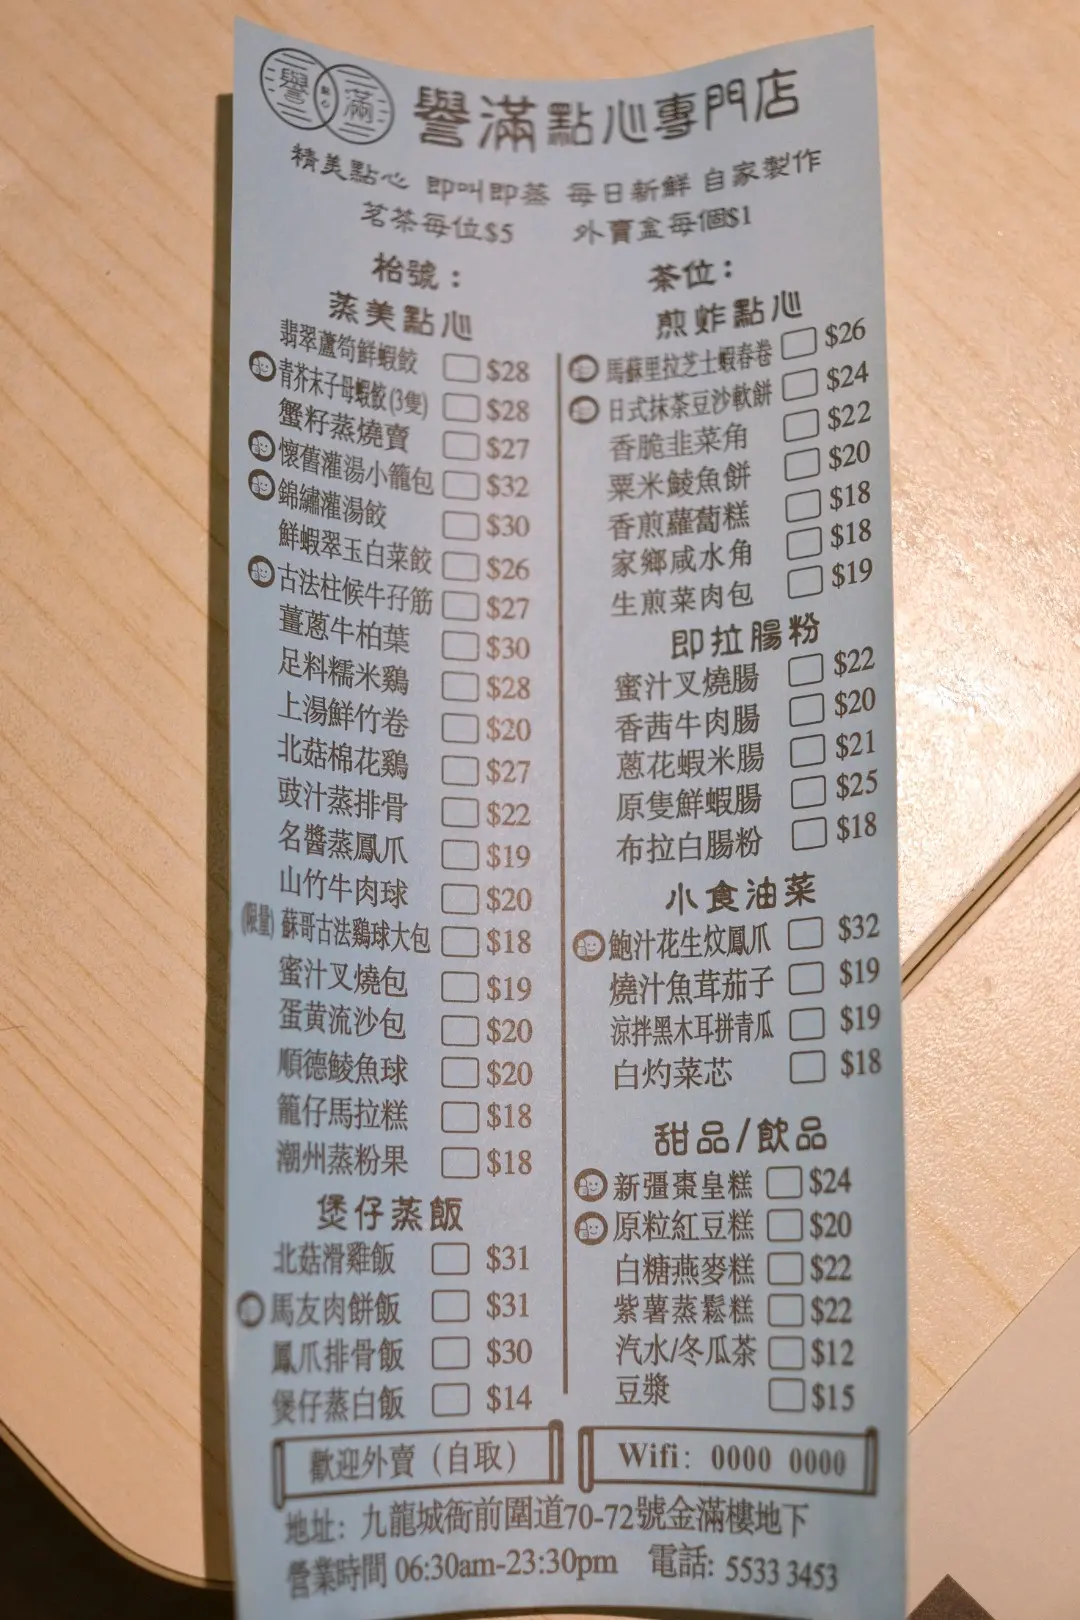 譽 點心 滿 譽滿點心專門店
精美點心 即叫即蒸 每日新鮮 自家製作
茗茶每位$5 外賣盒每個$1
枱號： 茶位：
蒸美點心
翡翠蘆筍鮮蝦餃 $28
青芥末子母蝦餃(3隻) $28
蟹籽蒸燒賣 $27
懷舊灌湯小籠包 $32
錦繡灌湯餃 $30
鮮蝦翠玉白菜餃 $26
古法柱候牛孖筋 $27
薑蔥牛柏葉 $30
足料糯米鷄 $28
上湯鮮竹卷 $20
北菇棉花鷄 $27
豉汁蒸排骨 $22
名醬蒸鳳爪 $19
山竹牛肉球 $20
(限量) 蘇哥古法鷄球大包 $18
蜜汁叉燒包 $19
蛋黄流沙包 $20
順德鯪魚球 $20
籠仔馬拉糕 $18
潮州蒸粉果 $18
煲仔蒸飯
北菇滑雞飯 $31
馬友肉餅飯 $31
鳳爪排骨飯 $30
煲仔蒸白飯 $14
煎炸點心
馬蘇里拉芝士蝦春卷 $26
日式抹茶豆沙軟餅 $24
香脆韭菜角 $22
粟米鯪魚餅 $20
香煎蘿蔔糕 $18
家鄉咸水角 $18
生煎菜肉包 $19
即拉腸粉
蜜汁叉燒腸 $22
香茜牛肉腸 $20
蔥花蝦米腸 $21
原隻鮮蝦腸 $25
布拉白腸粉 $18
小食油菜
鮑汁花生炆鳳爪 $32
燒汁魚茸茄子 $19
涼拌黑木耳拼青瓜 $19
白灼菜芯 $18
甜品/飲品
新疆棗皇糕 $24
原粒紅豆糕 $20
白糖燕麥糕 $22
紫薯蒸鬆糕 $22
汽水/冬瓜茶 $12
豆漿 $15
歡迎外賣（自取） Wifi: 0000 0000
地址：九龍城衙前圍道70-72號金滿樓地下
營業時間 06:30am-23:30pm 電話: 5533 3453